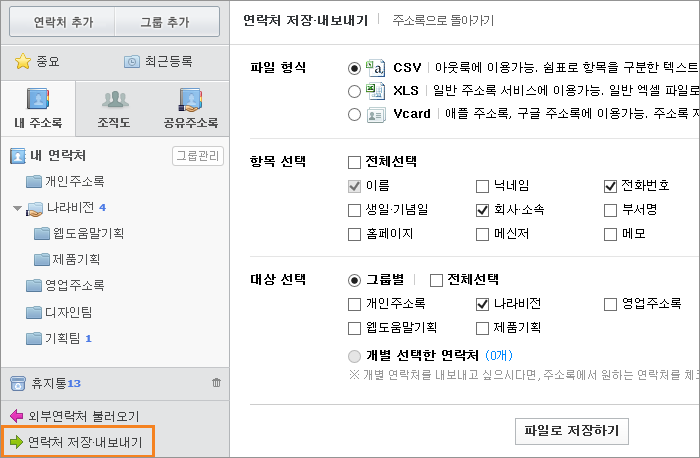 연락처 추가 그룹 추가
중요 최근등록
내 주소록 조직도 공유주소록
내 연락처 그룹관리
개인주소록
나라비전 4
웹도움말기획
제품기획
영업주소록
디자인팀
기획팀 1
휴지통13
외부연락처 불러오기
연락처 저장·내보내기
연락처 저장·내보내기 주소록으로 돌아가기
파일 형식 CSV 아웃룩에 이용가능. 쉼표로 항목을 구분한 텍스트
XLS 일반 주소록 서비스에 이용가능. 일반 엑셀 파일로
Vcard 애플 주소록, 구글 주소록에 이용가능. 주소록
항목 선택 전체선택
이름 닉네임 전화번호
생일·기념일 회사·소속 부서명
홈페이지 메신저 메모
대상 선택 그룹별 전체선택
개인주소록 나라비전 영업주소록
웹도움말기획 제품기획
개별 선택한 연락처 (0개)
※ 개별 연락처를 내보내고 싶으시다면, 주소록에서 원하는 연락처를
파일로 저장하기